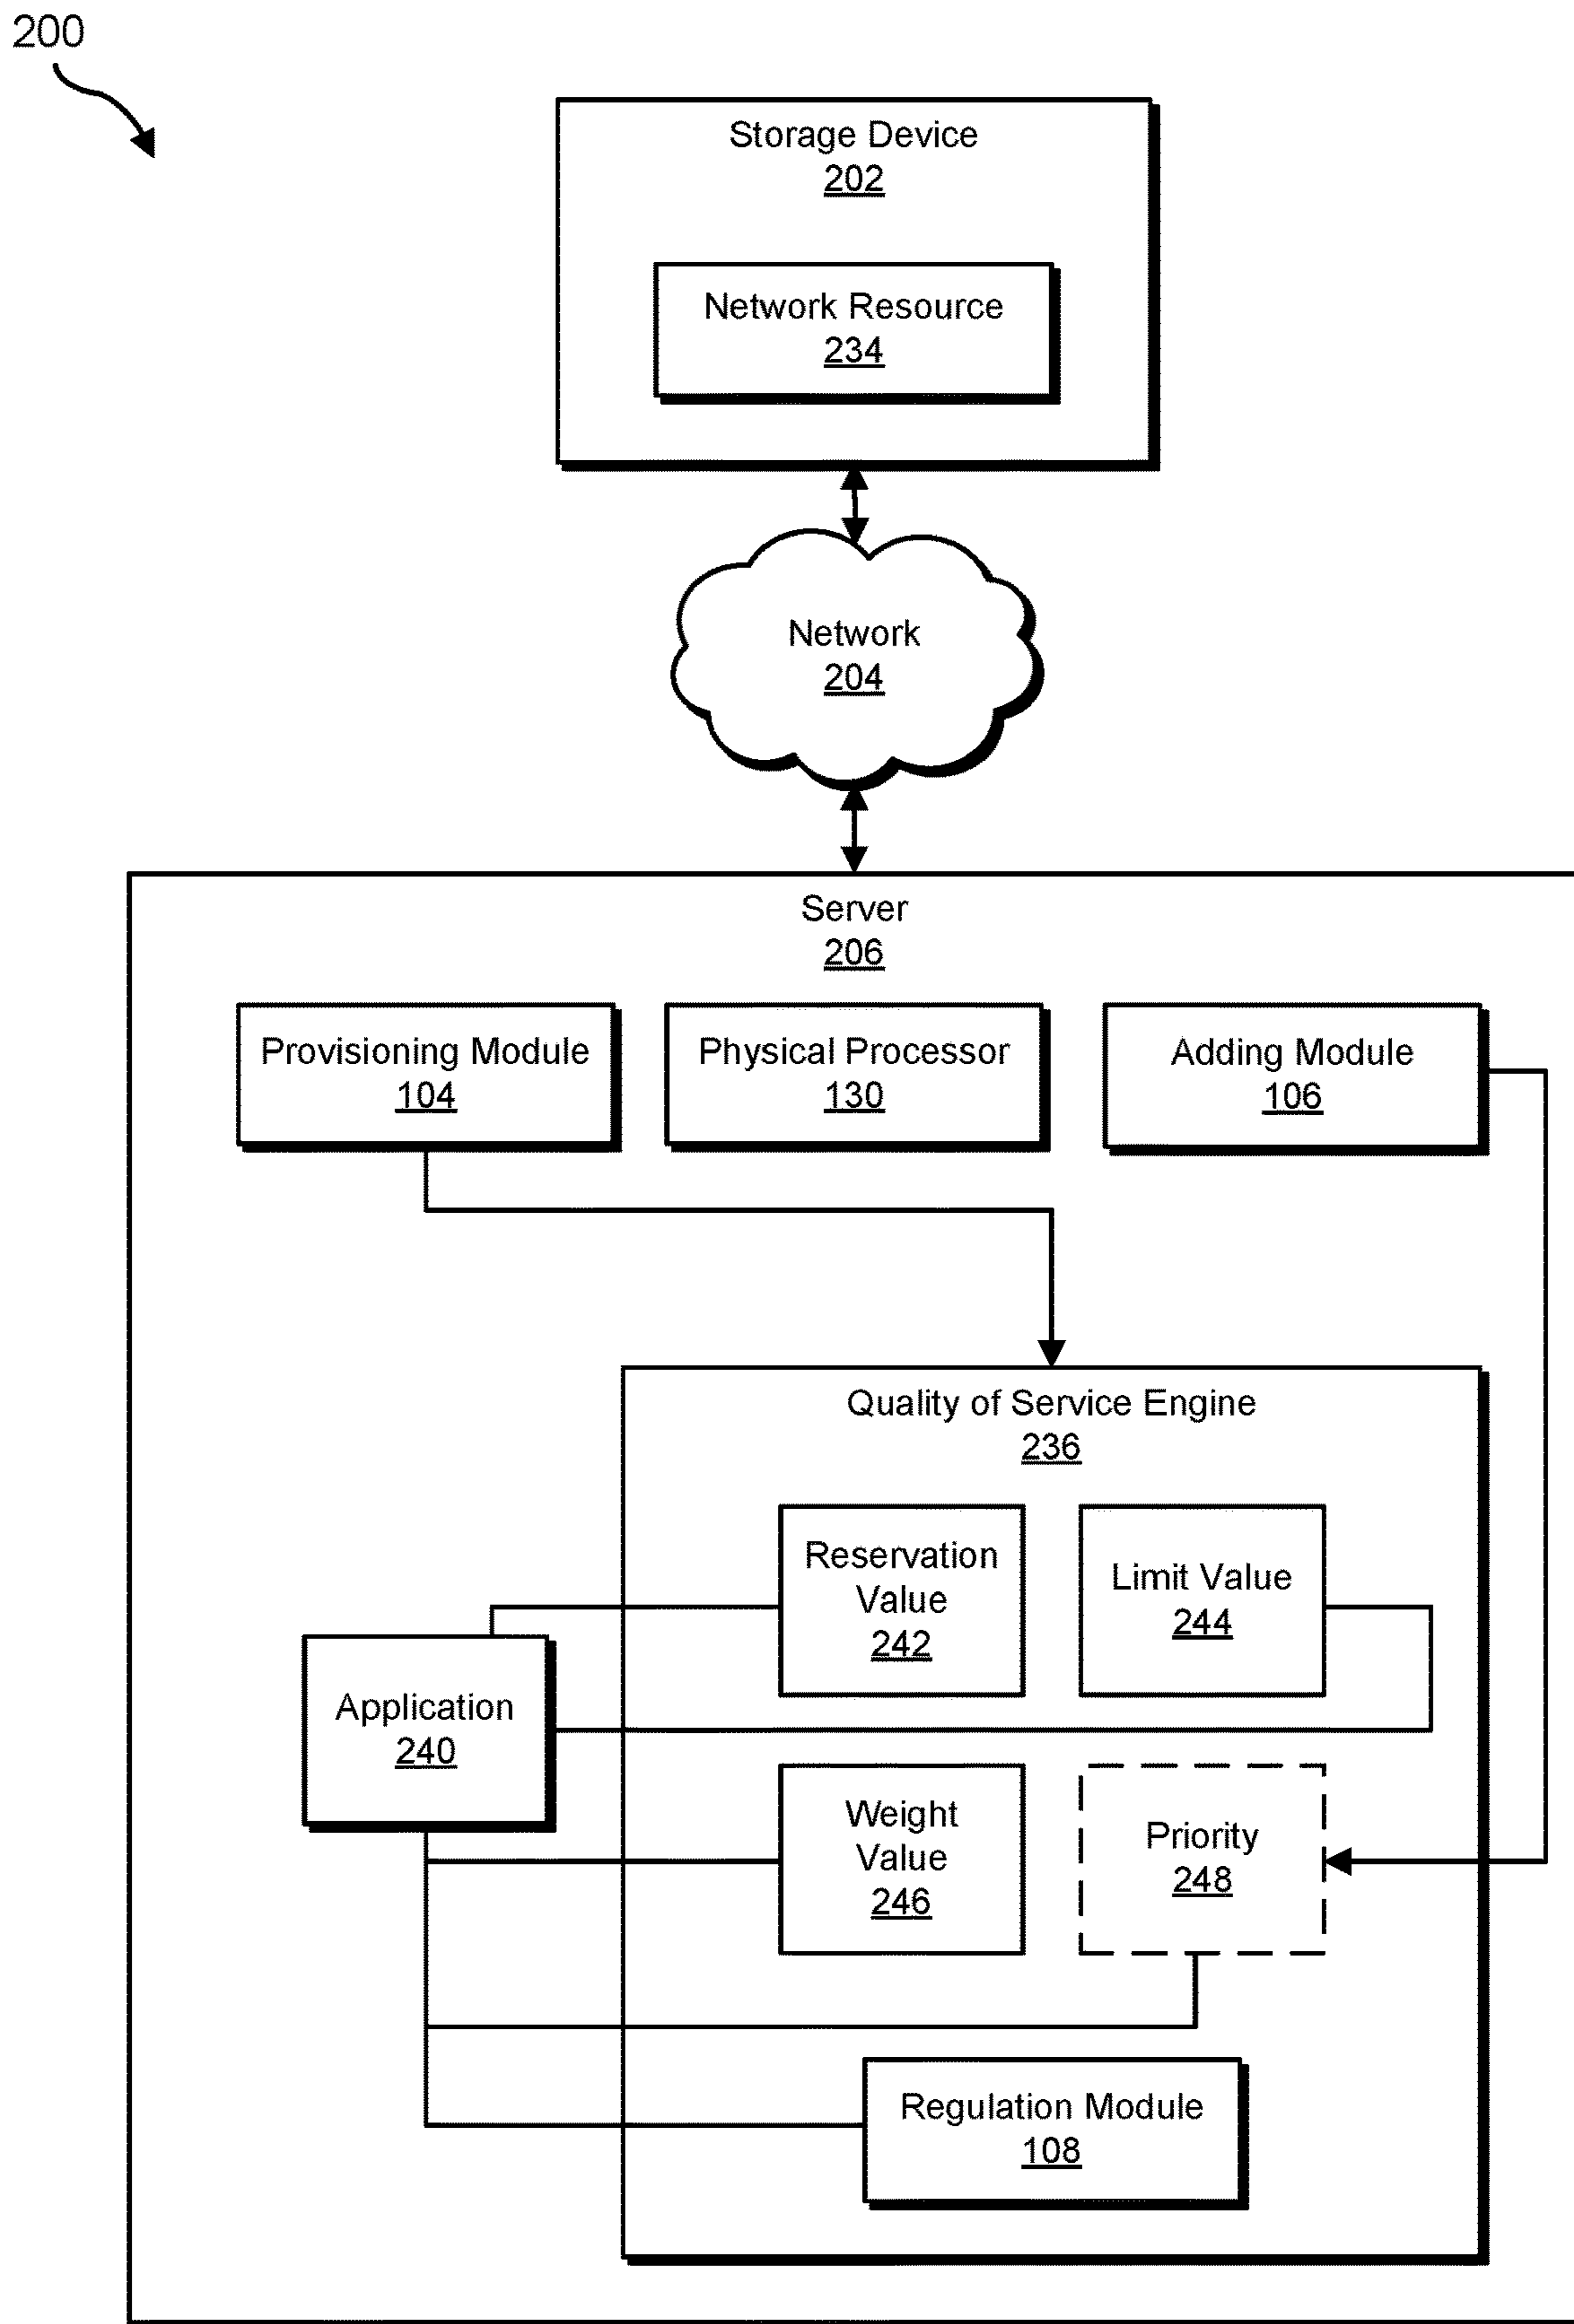 200
Storage Device
202
Network Resource
234
Network
204
Server
206
Provisioning Module
104
Physical Processor
130
Adding Module
106
Quality of Service Engine
236
Reservation
Value
242
Limit Value
244
Application
240
Weight
Value
246
Priority
248
Regulation Module
108